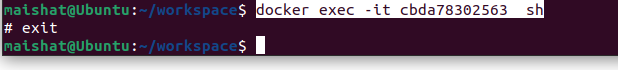 maishat@Ubuntu:~/workspace$ docker exec -it cbda78302563  sh
# exit
maishat@Ubuntu:~/workspace$